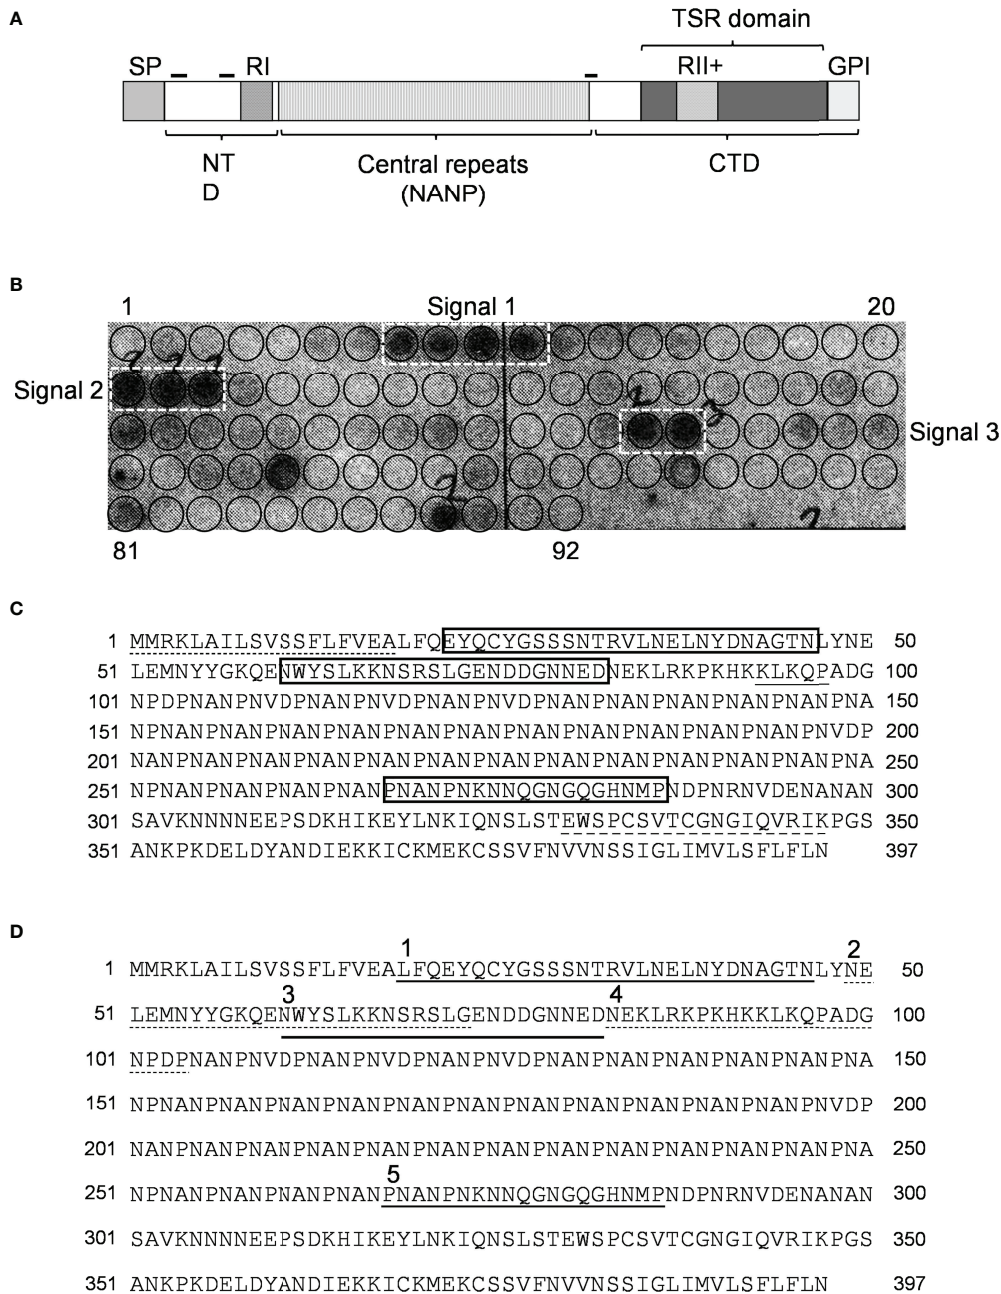 A
TSR domain
SP
RI
RII+
GPI
NT
D
Central repeats
(NANP)
CTD
B
1
Signal 1
20
Signal 2
Signal 3
81
92
C
1 MMRKLAILSVSSFLFVEALFQEYQCYGSSSNTRVLNELNYDNAGTNLYNE 50
51 LEMNYYGKQENWYSLKKNSRSLGENDDGNNEDNEKLRKPKHKKLKQPADG 100
101 NPDPNANPNVDPNANPNVDPNANPNVDPNANPNANPNANPNANPNANPNA 150
151 NPNANPNANPNANPNANPNANPNANPNANPNANPNANPNANPNANPNVDP 200
201 NANPNANPNANPNANPNANPNANPNANPNANPNANPNANPNANPNANPNA 250
251 NPNANPNANPNANPNANPNANPNKNNQGNGQGHNMPNDPNRNVDENANAN 300
301 SAVKNNNNEEPSDKHIKEYLNKIQNSLSTEWSPCSVTCGNGIQVRIKPGS 350
351 ANKPKDELDYANDIEKKICKMEKCSSVFNVVNSSIGLIMVLSFLFLN 397
D
1 2
1 MMRKLAILSVSSFLFVEALFQEYQCYGSSSNTRVLNELNYDNAGTNLYNE 50
3 4
51 LEMNYYGKQENWYSLKKNSRSLGENDDGNNEDNEKLRKPKHKKLKQPADG 100
101 NPDPNANPNVDPNANPNVDPNANPNVDPNANPNANPNANPNANPNANPNA 150
151 NPNANPNANPNANPNANPNANPNANPNANPNANPNANPNANPNANPNVDP 200
201 NANPNANPNANPNANPNANPNANPNANPNANPNANPNANPNANPNANPNA 250
5
251 NPNANPNANPNANPNANPNANPNKNNQGNGQGHNMPNDPNRNVDENANAN 300
301 SAVKNNNNEEPSDKHIKEYLNKIQNSLSTEWSPCSVTCGNGIQVRIKPGS 350
351 ANKPKDELDYANDIEKKICKMEKCSSVFNVVNSSIGLIMVLSFLFLN 397